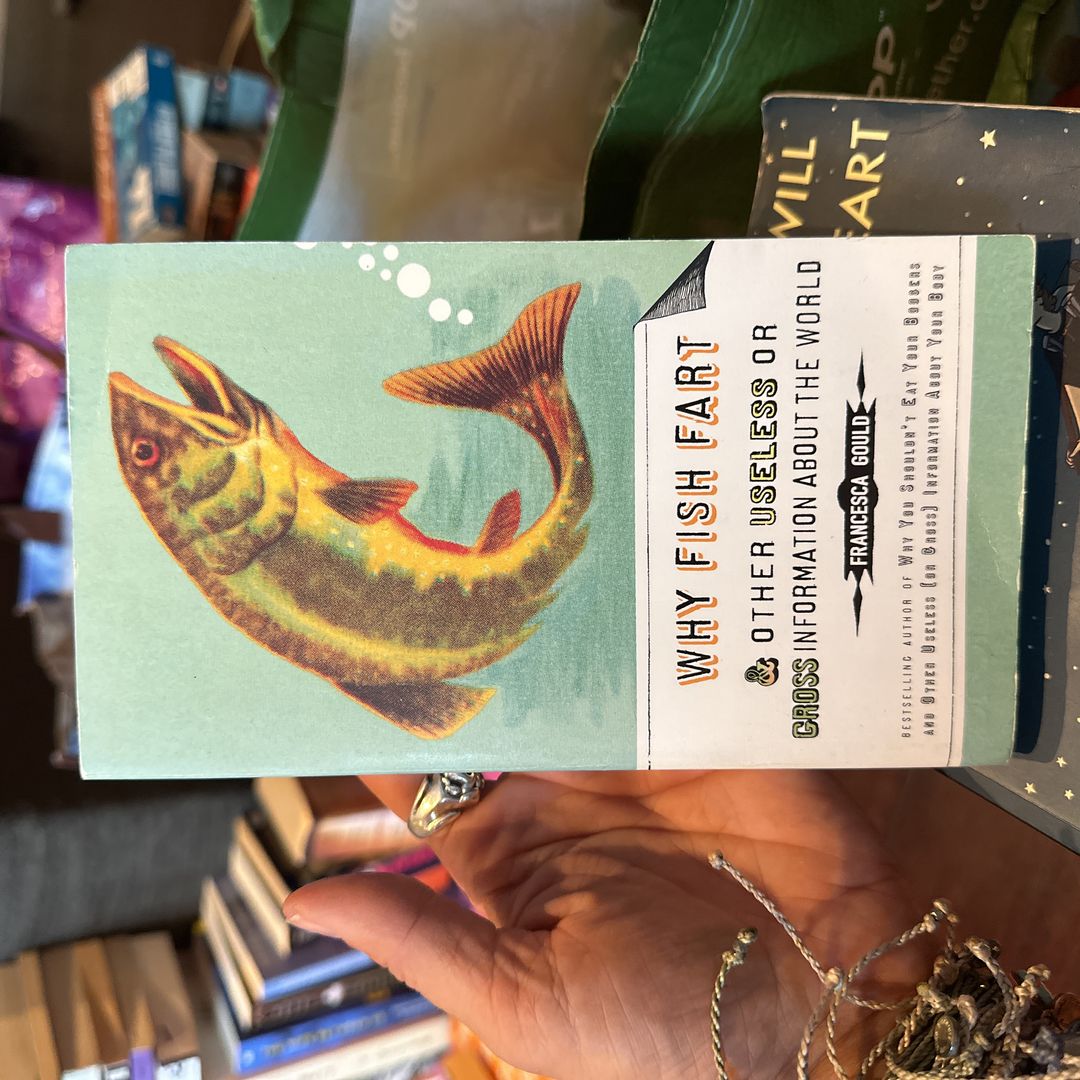 WHY FISH FART
& OTHER USELESS OR
GROSS INFORMATION ABOUT THE WORLD
FRANCESCA GOULD
BESTSELLING AUTHOR OF WHY YOU SHOULDN'T EAT YOUR BOOGERS
AND OTHER USELESS (OR GROSS) INFORMATION ABOUT YOUR BODY
WILL